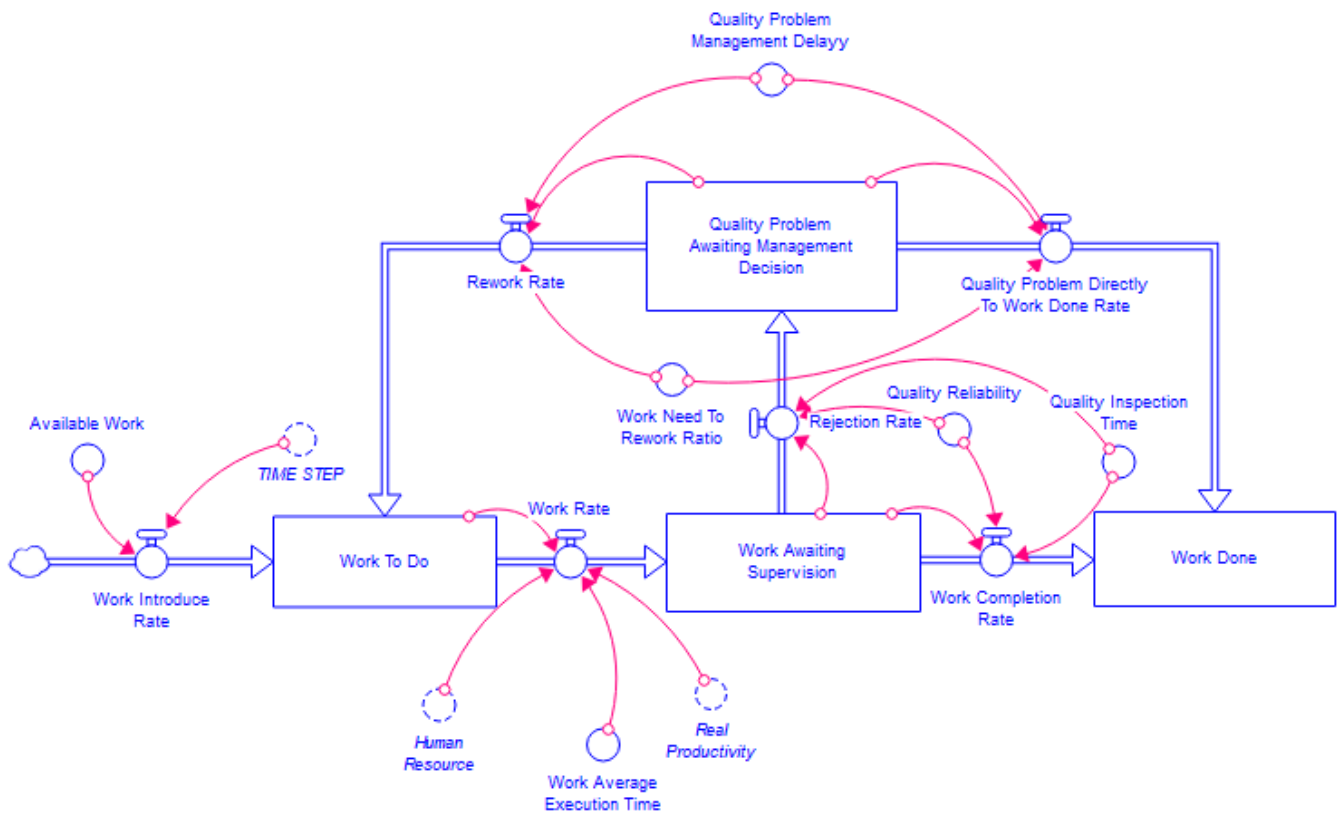 Quality Problem
Management Delayy
Quality Problem
Awaiting Management
Decision
Rework Rate
Quality Problem Directly
To Work Done Rate
Work Need To
Rework Ratio
Rejection Rate
Quality Reliability
Quality Inspection
Time
Available Work
TIME STEP
Work Rate
Work To Do
Work Awaiting
Supervision
Work Done
Work Introduce
Rate
Work Completion
Rate
Human
Resource
Real
Productivity
Work Average
Execution Time